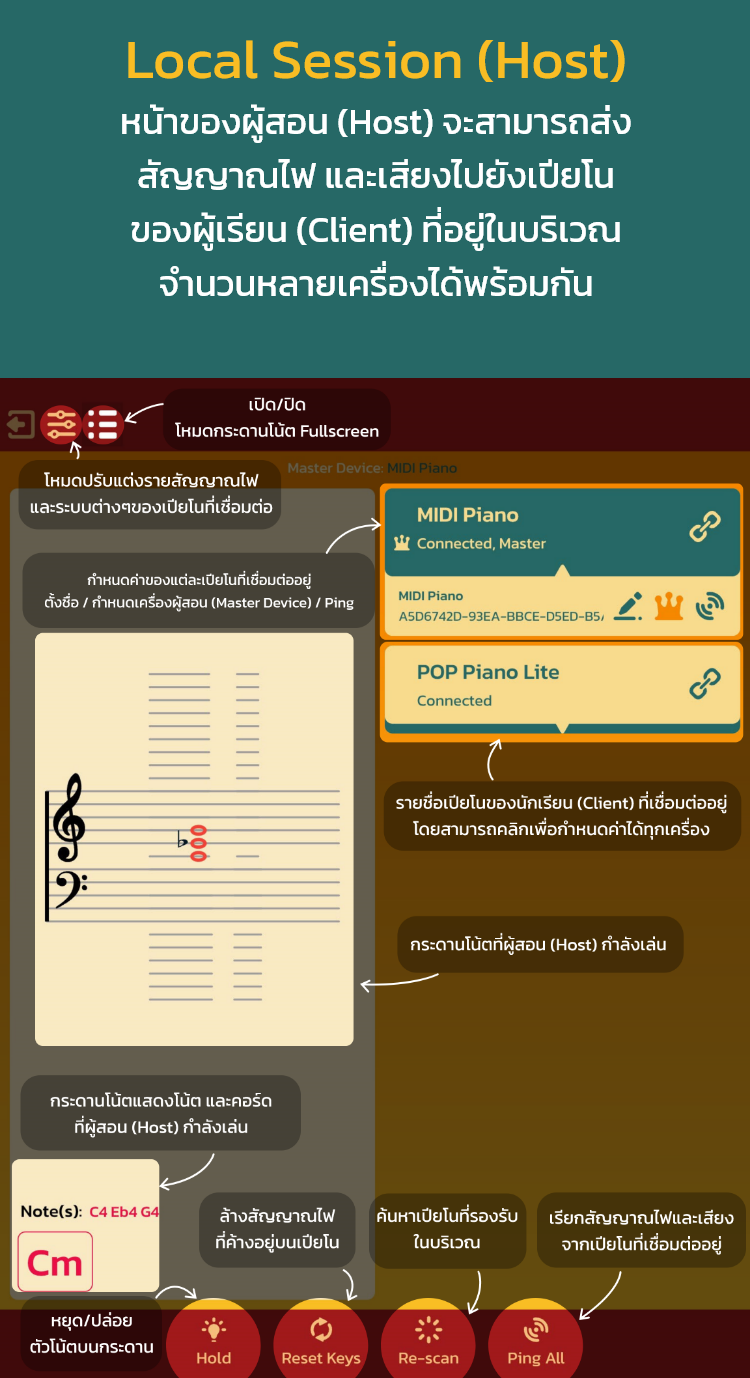 Local Session (Host)
หน้าของผู้สอน (Host) จะสามารถส่ง
สัญญาณไฟ และเสียงไปยังเปียโน
ของผู้เรียน (Client) ที่อยู่ในบริเวณ
จำนวนหลายเครื่องได้พร้อมกัน
เปิด/ปิด
โหมดกระดานโน้ต Fullscreen
Master Device: MIDI Piano
โหมดปรับแต่งรายสัญญาณไฟ
และระบบต่างๆของเปียโนที่เชื่อมต่อ
MIDI Piano
Connected, Master
กำหนดค่าของแต่ละเปียโนที่เชื่อมต่ออยู่
ตั้งชื่อ / กำหนดเครื่องผู้สอน (Master Device) / Ping
MIDI Piano
A5D6742D-93EA-BBCE-D5ED-B5
POP Piano Lite
Connected
รายชื่อเปียโนของนักเรียน (Client) ที่เชื่อมต่ออยู่
โดยสามารถคลิกเพื่อกำหนดค่าได้ทุกเครื่อง
กระดานโน้ตที่ผู้สอน (Host) กำลังเล่น
กระดานโน้ตแสดงโน้ต และคอร์ด
ที่ผู้สอน (Host) กำลังเล่น
Note(s): C4 Eb4 G4
Cm
ล้างสัญญาณไฟ
ที่ค้างอยู่บนเปียโน
ค้นหาเปียโนที่รองรับ
ในบริเวณ
เรียกสัญญาณไฟและเสียง
จากเปียโนที่เชื่อมต่ออยู่
หยุด/ปล่อย
ตัวโน้ตบนกระดาน
Hold
Reset Keys
Re-scan
Ping All